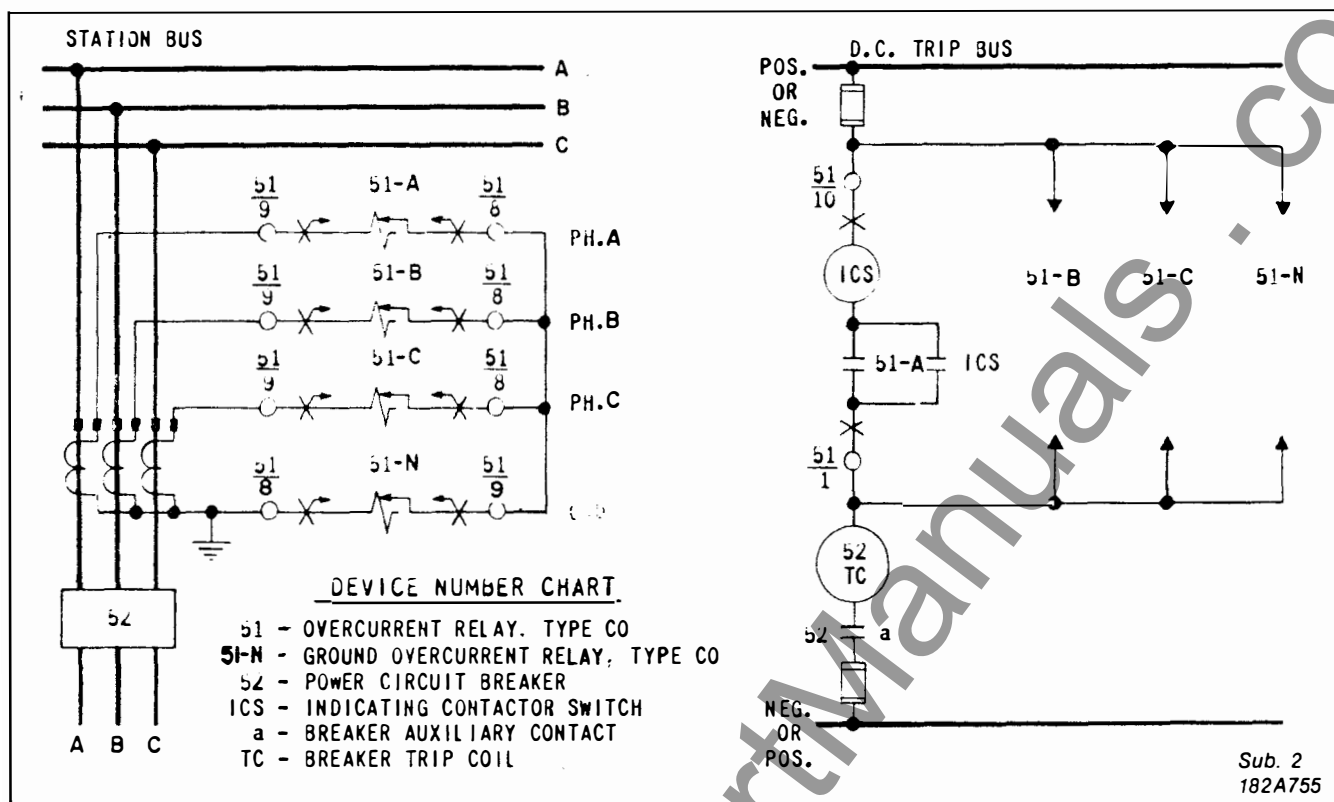 STATION BUS
A
B
C
51-A
51
9
51
8
PH.A
51-B
51
9
51
8
PH.B
51-C
51
9
51
8
PH.C
51-N
51
8
51
9
52
A B C
DEVICE NUMBER CHART
51 - OVERCURRENT RELAY. TYPE CO
51-N - GROUND OVERCURRENT RELAY, TYPE CO
52 - POWER CIRCUIT BREAKER
ICS - INDICATING CONTACTOR SWITCH
a - BREAKER AUXILIARY CONTACT
TC - BREAKER TRIP COIL
D.C. TRIP BUS
POS.
OR
NEG.
51
10
ICS
51-B 51-C 51-N
51-A ICS
51
1
52
TC
52 a
NEG.
OR
POS.
Sub. 2
182A755
rtManuals . co